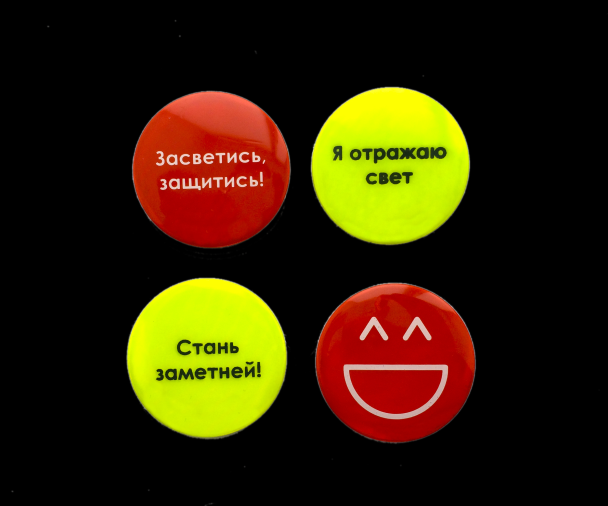 Засветись,
защитись!
Я отражаю
свет
Стань
заметней!